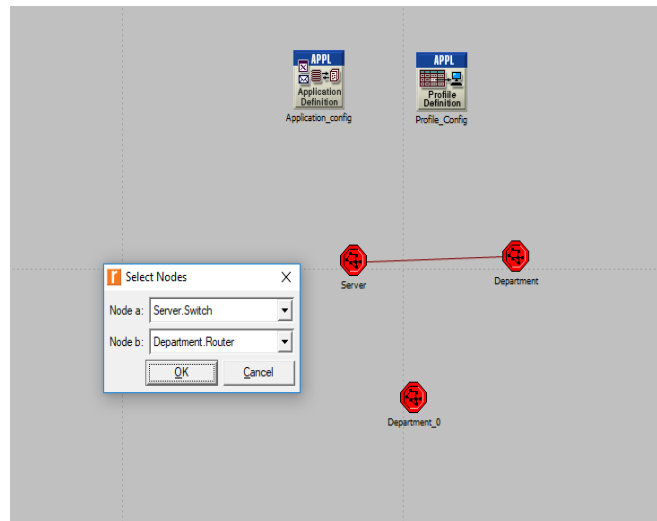 APPL
Application
Definition
Application_config
APPL
Profile
Definition
Profile_Config
Server
Department
Select Nodes
Node a: Server.Switch
Node b: Department.Router
OK Cancel
Department_0